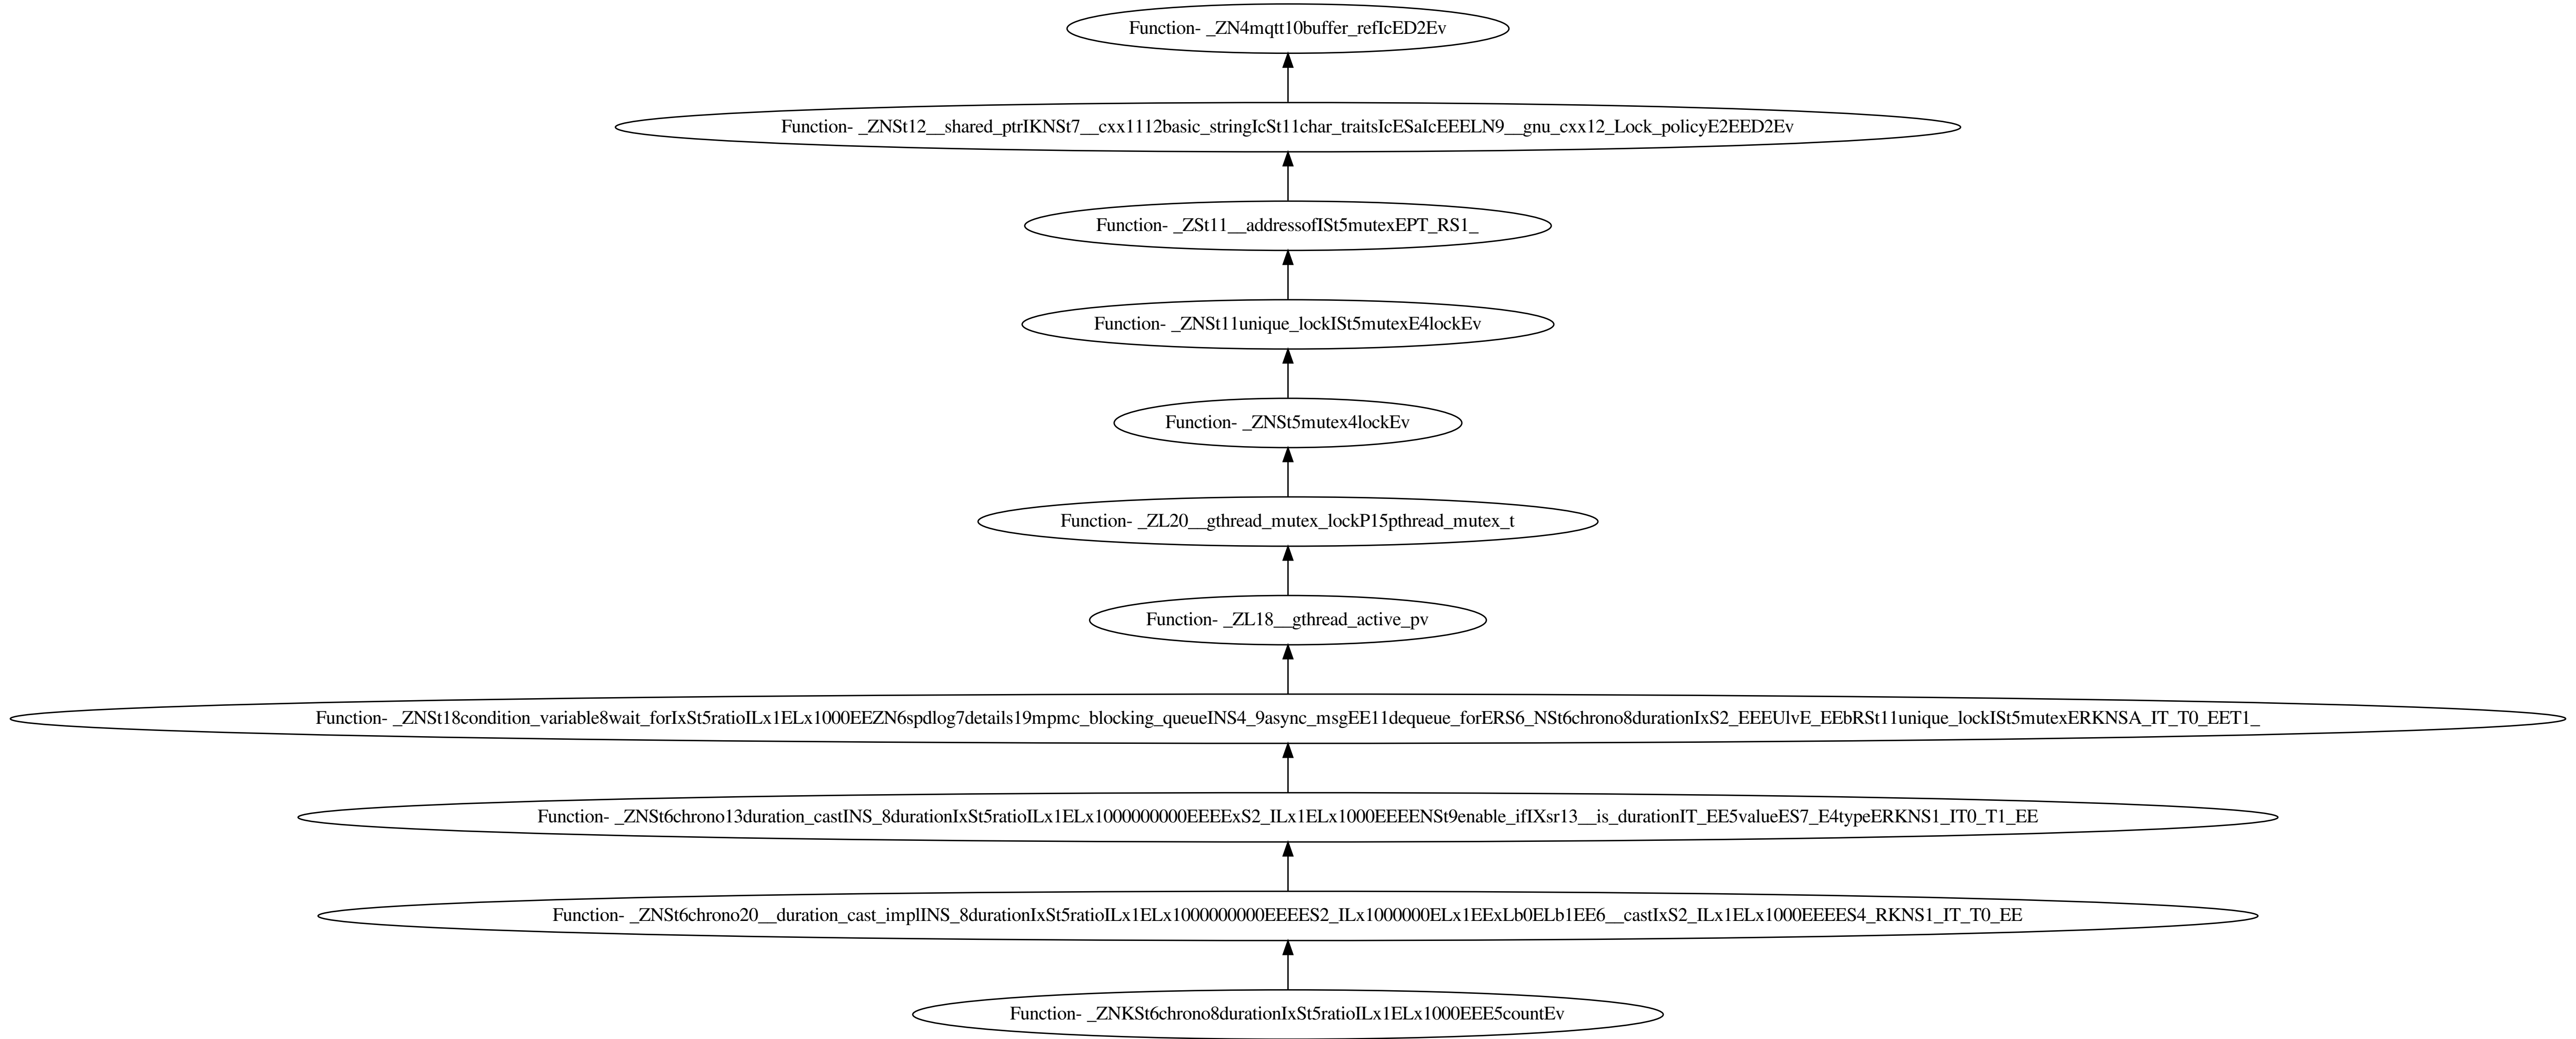 Function- _ZN4mqtt10buffer_refIcED2Ev
Function- _ZNSt12__shared_ptrIKNSt7__cxx1112basic_stringIcSt11char_traitsIcESaIcEEELN9__gnu_cxx12_Lock_policyE2EED2Ev
Function- _ZSt11__addressofISt5mutexEPT_RS1_
Function- _ZNSt11unique_lockISt5mutexE4lockEv
Function- _ZNSt5mutex4lockEv
Function- _ZL20__gthread_mutex_lockP15pthread_mutex_t
Function- _ZL18__gthread_active_pv
Function- _ZNSt18condition_variable8wait_forIxSt5ratioILx1ELx1000EEZN6spdlog7details19mpmc_blocking_queueINS4_9async_msgEE11dequeue_forERS6_NSt6chrono8durationIxS2_EEEUlvE_EEbRSt11unique_lockISt5mutexERKNSA_IT_T0_EET1_
Function- _ZNSt6chrono13duration_castINS_8durationIxSt5ratioILx1ELx1000000000EEEExS2_ILx1ELx1000EEEENSt9enable_ifIXsr13__is_durationIT_EE5valueES7_E4typeERKNS1_IT0_T1_EE
Function- _ZNSt6chrono20__duration_cast_implINS_8durationIxSt5ratioILx1ELx1000000000EEEES2_ILx1000000ELx1EExLb0ELb1EE6__castIxS2_ILx1ELx1000EEEES4_RKNS1_IT_T0_EE
Function- _ZNKSt6chrono8durationIxSt5ratioILx1ELx1000EEE5countEv